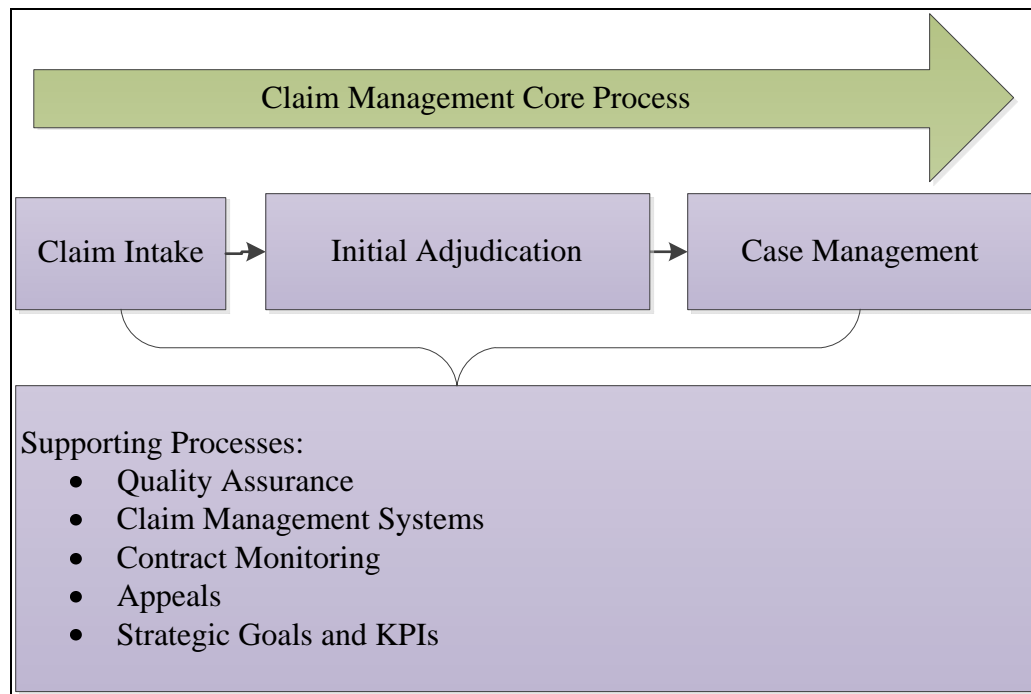 Claim Management Core Process
Claim Intake
Initial Adjudication
Case Management
Supporting Processes:
• Quality Assurance
• Claim Management Systems
• Contract Monitoring
• Appeals
• Strategic Goals and KPIs